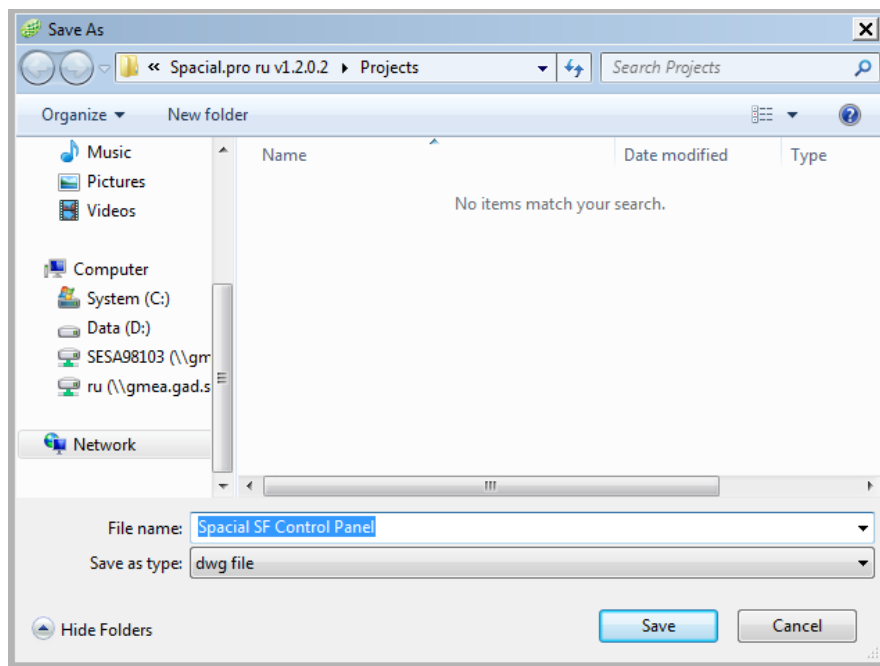 Save As
« Spacial.pro ru v1.2.0.2 Projects Search Projects
Organize New folder
Name Date modified Type
No items match your search.
Music
Pictures
Videos
Computer
System (C:)
Data (D:)
SESA98103 (\\gm
ru (\\gmea.gad.s
Network
File name: Spacial SF Control Panel
Save as type: dwg file
Hide Folders Save Cancel